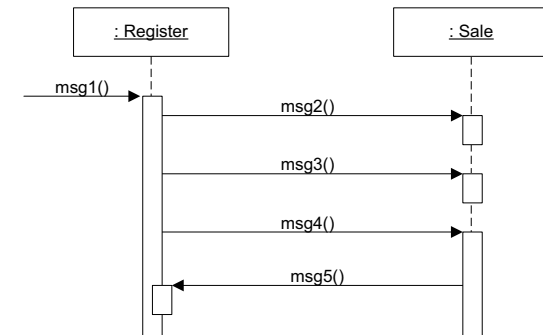 : Register
: Sale
msg1()
msg2()
msg3()
msg4()
msg5()